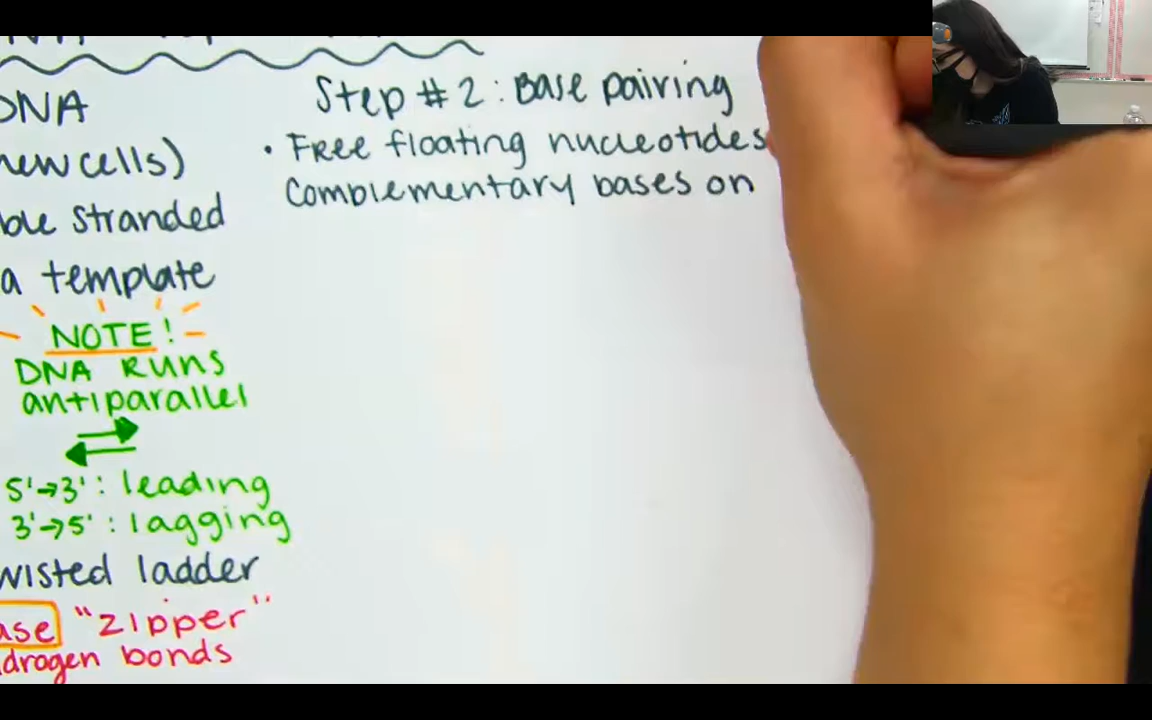 DNA
new cells)
ble stranded
a template
NOTE!
DNA Runs
antiparallel
5'→3': leading
3'→5': lagging
wisted ladder
ase "zipper"
drogen bonds
Step #2: Base pairing
• Free floating nucleotides
Complementary bases on